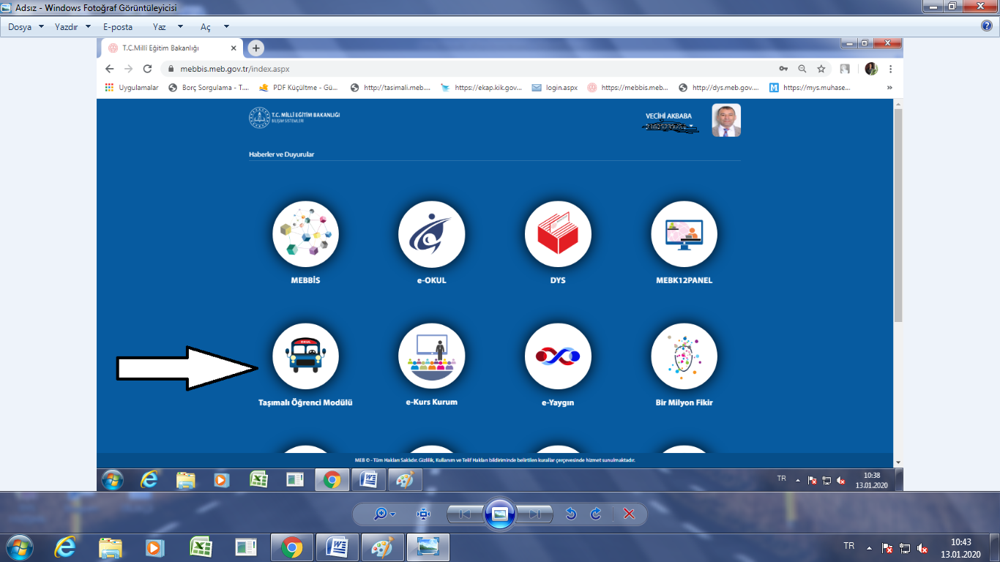 Adsız - Windows Fotoğraf Görüntüleyicisi
Dosya Yazdır E-posta Yaz Aç
T.C.Millî Eğitim Bakanlığı
mebbis.meb.gov.tr/index.aspx
Uygulamalar Borç Sorgulama - T.... PDF Küçültme - Gü... http://tasimali.meb.... https://ekap.kik.gov... login.aspx https://mebbis.meb... http://dys.meb.gov.... https://mys.muhase... »
T.C. MİLLİ EĞİTİM BAKANLIĞI
BİLİŞİM SİSTEMLERİ
VECİHİ AKBABA
Haberler ve Duyurular
MEBBİS e-OKUL DYS MEBK12PANEL
OKUL
Taşımalı Öğrenci Modülü e-Kurs Kurum e-Yaygın Bir Milyon Fikir
MEB © - Tüm Hakları Saklıdır. Gizlilik, Kullanım ve Telif Hakları bildiriminde belirtilen kurallar çerçevesinde hizmet sunulmaktadır.
TR 10:38
13.01.2020
TR 10:43
13.01.2020